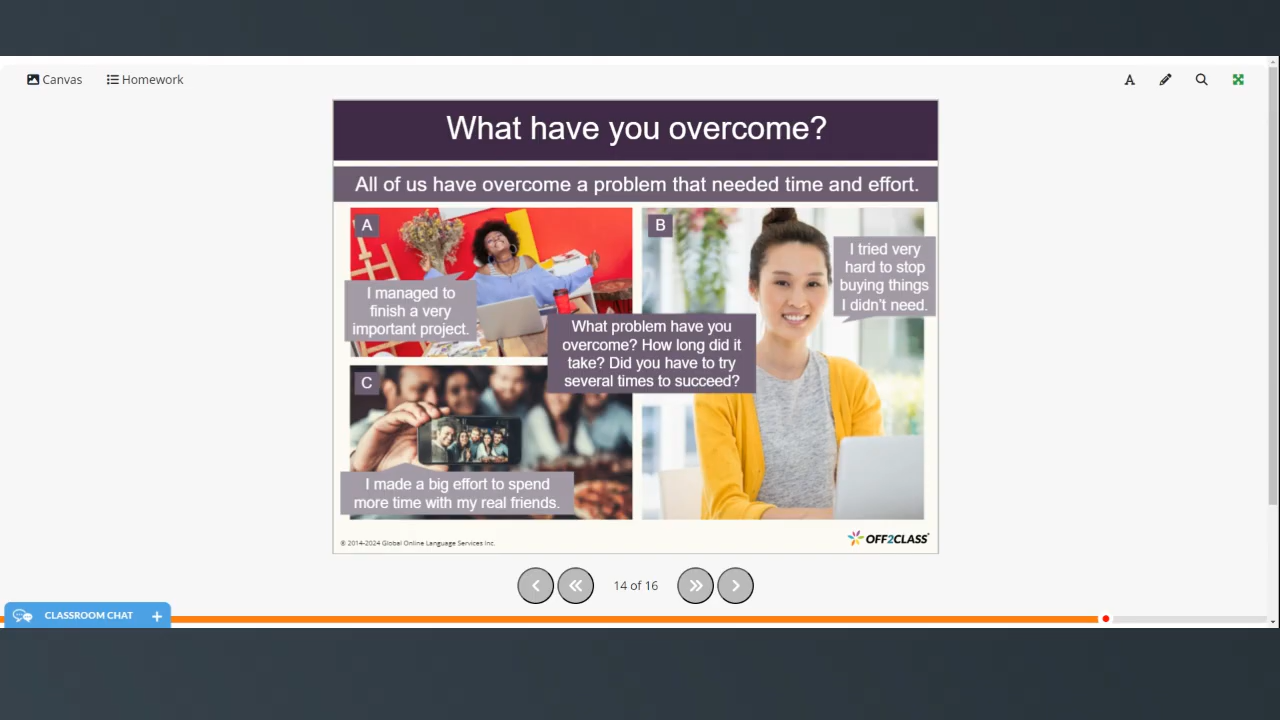 Canvas
Homework
A
What have you overcome?
All of us have overcome a problem that needed time and effort.
A
I managed to
finish a very
important project.
B
I tried very
hard to stop
buying things
I didn't need.
What problem have you
overcome? How long did it
take? Did you have to try
several times to succeed?
C
I made a big effort to spend
more time with my real friends.
© 2014-2024 Global Online Language Services Inc.
OFF2CLASS
14 of 16
CLASSROOM CHAT +